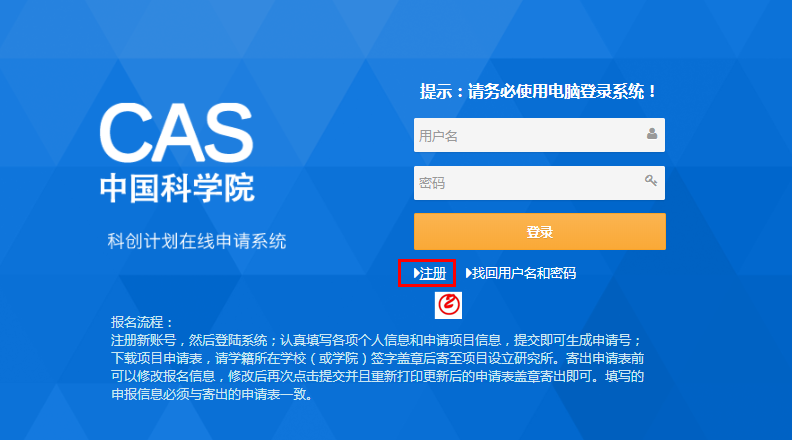 提示：请务必使用电脑登录系统！
CAS
中国科学院
科创计划在线申请系统
用户名
密码
登录
注册
找回用户名和密码
报名流程：
注册新账号，然后登陆系统；认真填写各项个人信息和申请项目信息，提交即可生成申请号；
下载项目申请表，请学籍所在学校（或学院）签字盖章后寄至项目设立研究所。寄出申请表前
可以修改报名信息，修改后再次点击提交并且重新打印更新后的申请表盖章寄出即可。填写的
申报信息必须与寄出的申请表一致。